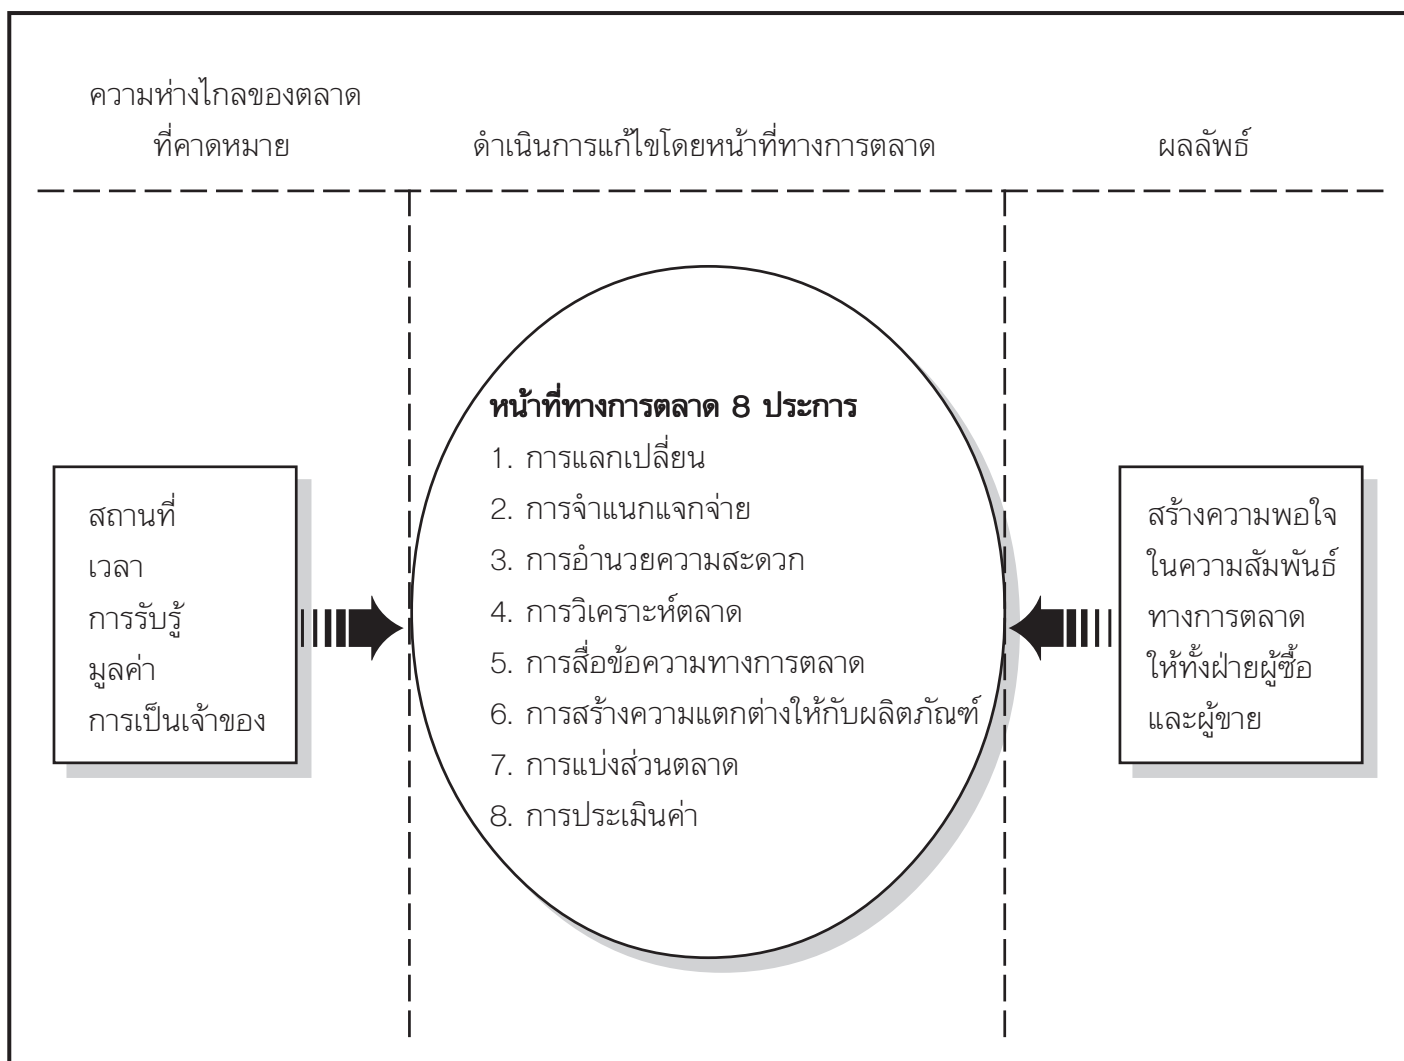 ความห่างไกลของตลาด
ที่คาดหมาย
ดำเนินการแก้ไขโดยหน้าที่ทางการตลาด
ผลลัพธ์
สถานที่
เวลา
การรับรู้
มูลค่า
การเป็นเจ้าของ
หน้าที่ทางการตลาด 8 ประการ
1. การแลกเปลี่ยน
2. การจำแนกแจกจ่าย
3. การอำนวยความสะดวก
4. การวิเคราะห์ตลาด
5. การสื่อข้อความทางการตลาด
6. การสร้างความแตกต่างให้กับผลิตภัณฑ์
7. การแบ่งส่วนตลาด
8. การประเมินค่า
สร้างความพอใจ
ในความสัมพันธ์
ทางการตลาด
ให้ทั้งฝ่ายผู้ซื้อ
และผู้ขาย